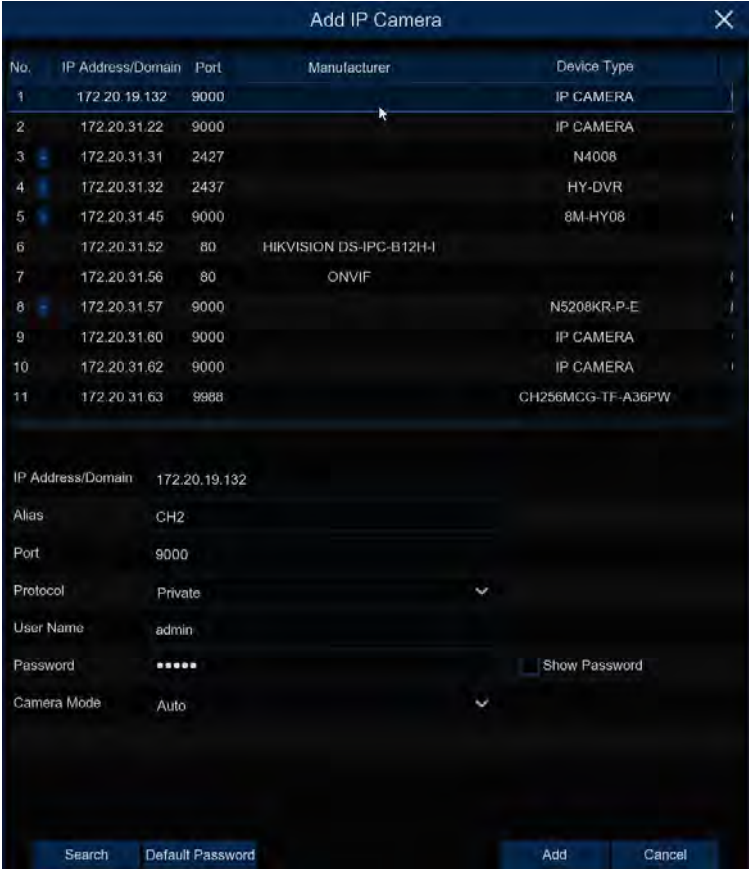 Add IP Camera
No. IP Address/Domain Port Manufacturer Device Type
1 172.20.19.132 9000 IP CAMERA
2 172.20.31.22 9000 IP CAMERA
3 172.20.31.31 2427 N4008
4 172.20.31.32 2437 HY-DVR
5 172.20.31.45 9000 8M-HY08
6 172.20.31.52 80 HIKVISION DS-IPC-B12H-I
7 172.20.31.56 80 ONVIF
8 172.20.31.57 9000 N5208KR-P-E
9 172.20.31.60 9000 IP CAMERA
10 172.20.31.62 9000 IP CAMERA
11 172.20.31.63 9988 CH256MCG-TF-A36PW
IP Address/Domain 172.20.19.132
Alias CH2
Port 9000
Protocol Private
User Name admin
Password ••••• Show Password
Camera Mode Auto
Search Default Password Add Cancel